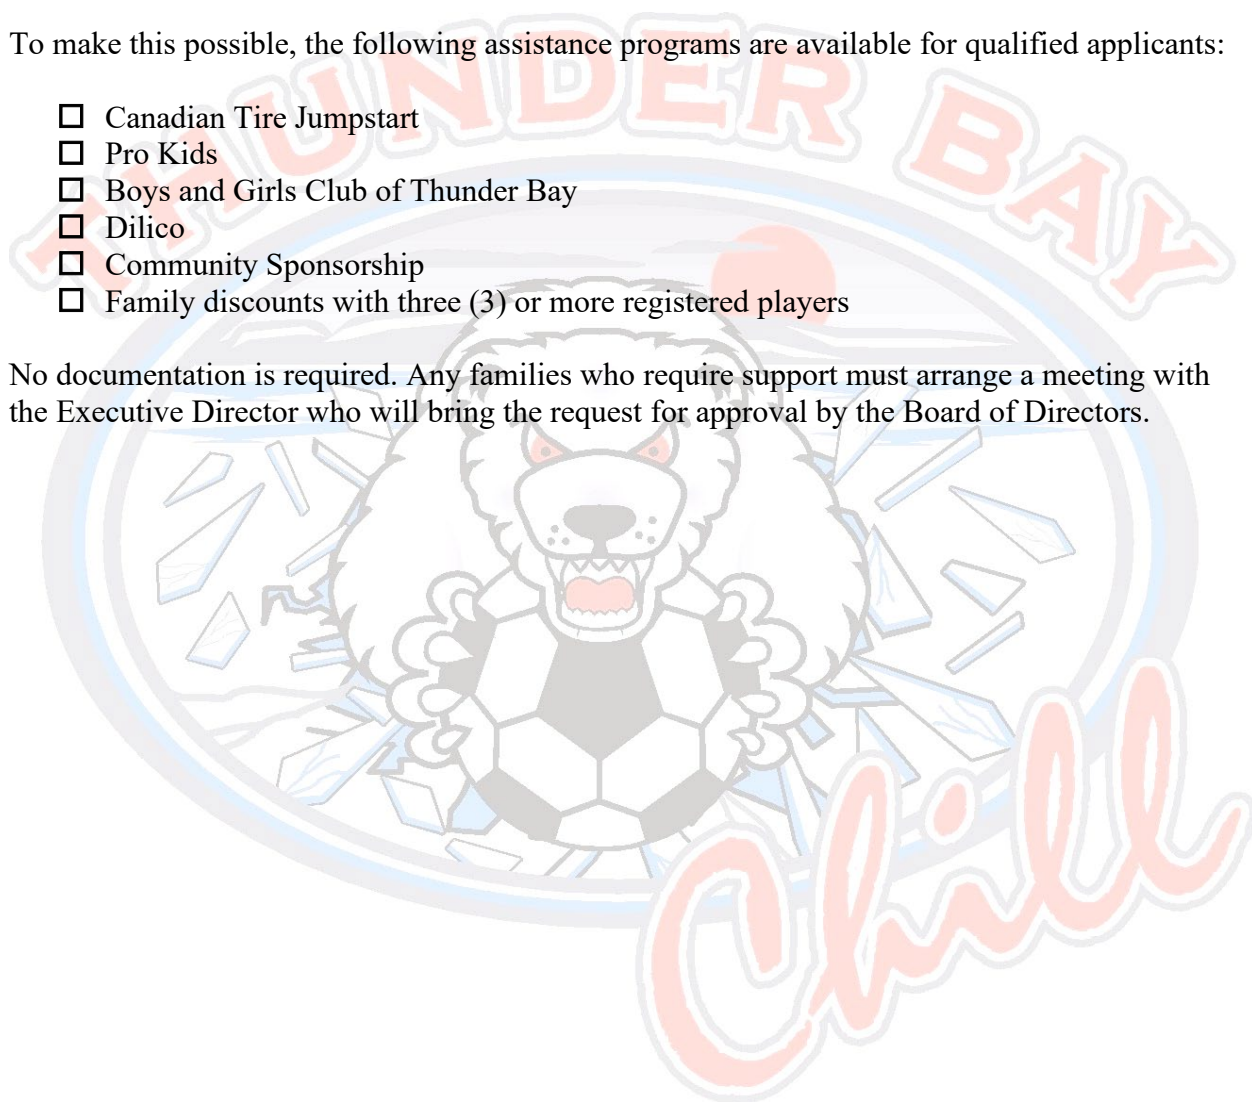 To make this possible, the following assistance programs are available for qualified applicants:
☐ Canadian Tire Jumpstart
☐ Pro Kids
☐ Boys and Girls Club of Thunder Bay
☐ Dilico
☐ Community Sponsorship
☐ Family discounts with three (3) or more registered players
No documentation is required. Any families who require support must arrange a meeting with
the Executive Director who will bring the request for approval by the Board of Directors.
THUNDER BAY
Chill